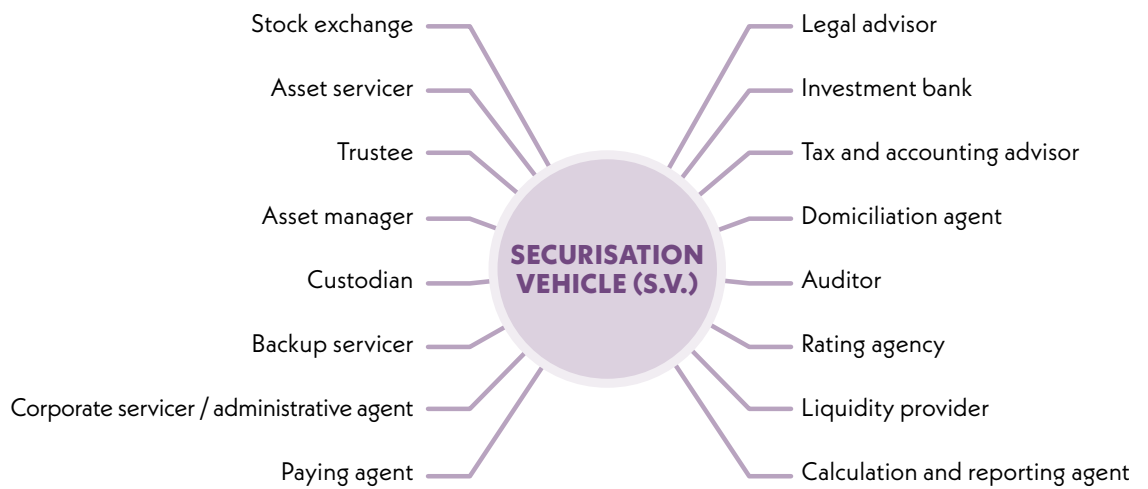 Stock exchange
Asset servicer
Trustee
Asset manager
Custodian
Backup servicer
Corporate servicer / administrative agent
Paying agent
SECURISATION
VEHICLE (S.V.)
Legal advisor
Investment bank
Tax and accounting advisor
Domiciliation agent
Auditor
Rating agency
Liquidity provider
Calculation and reporting agent